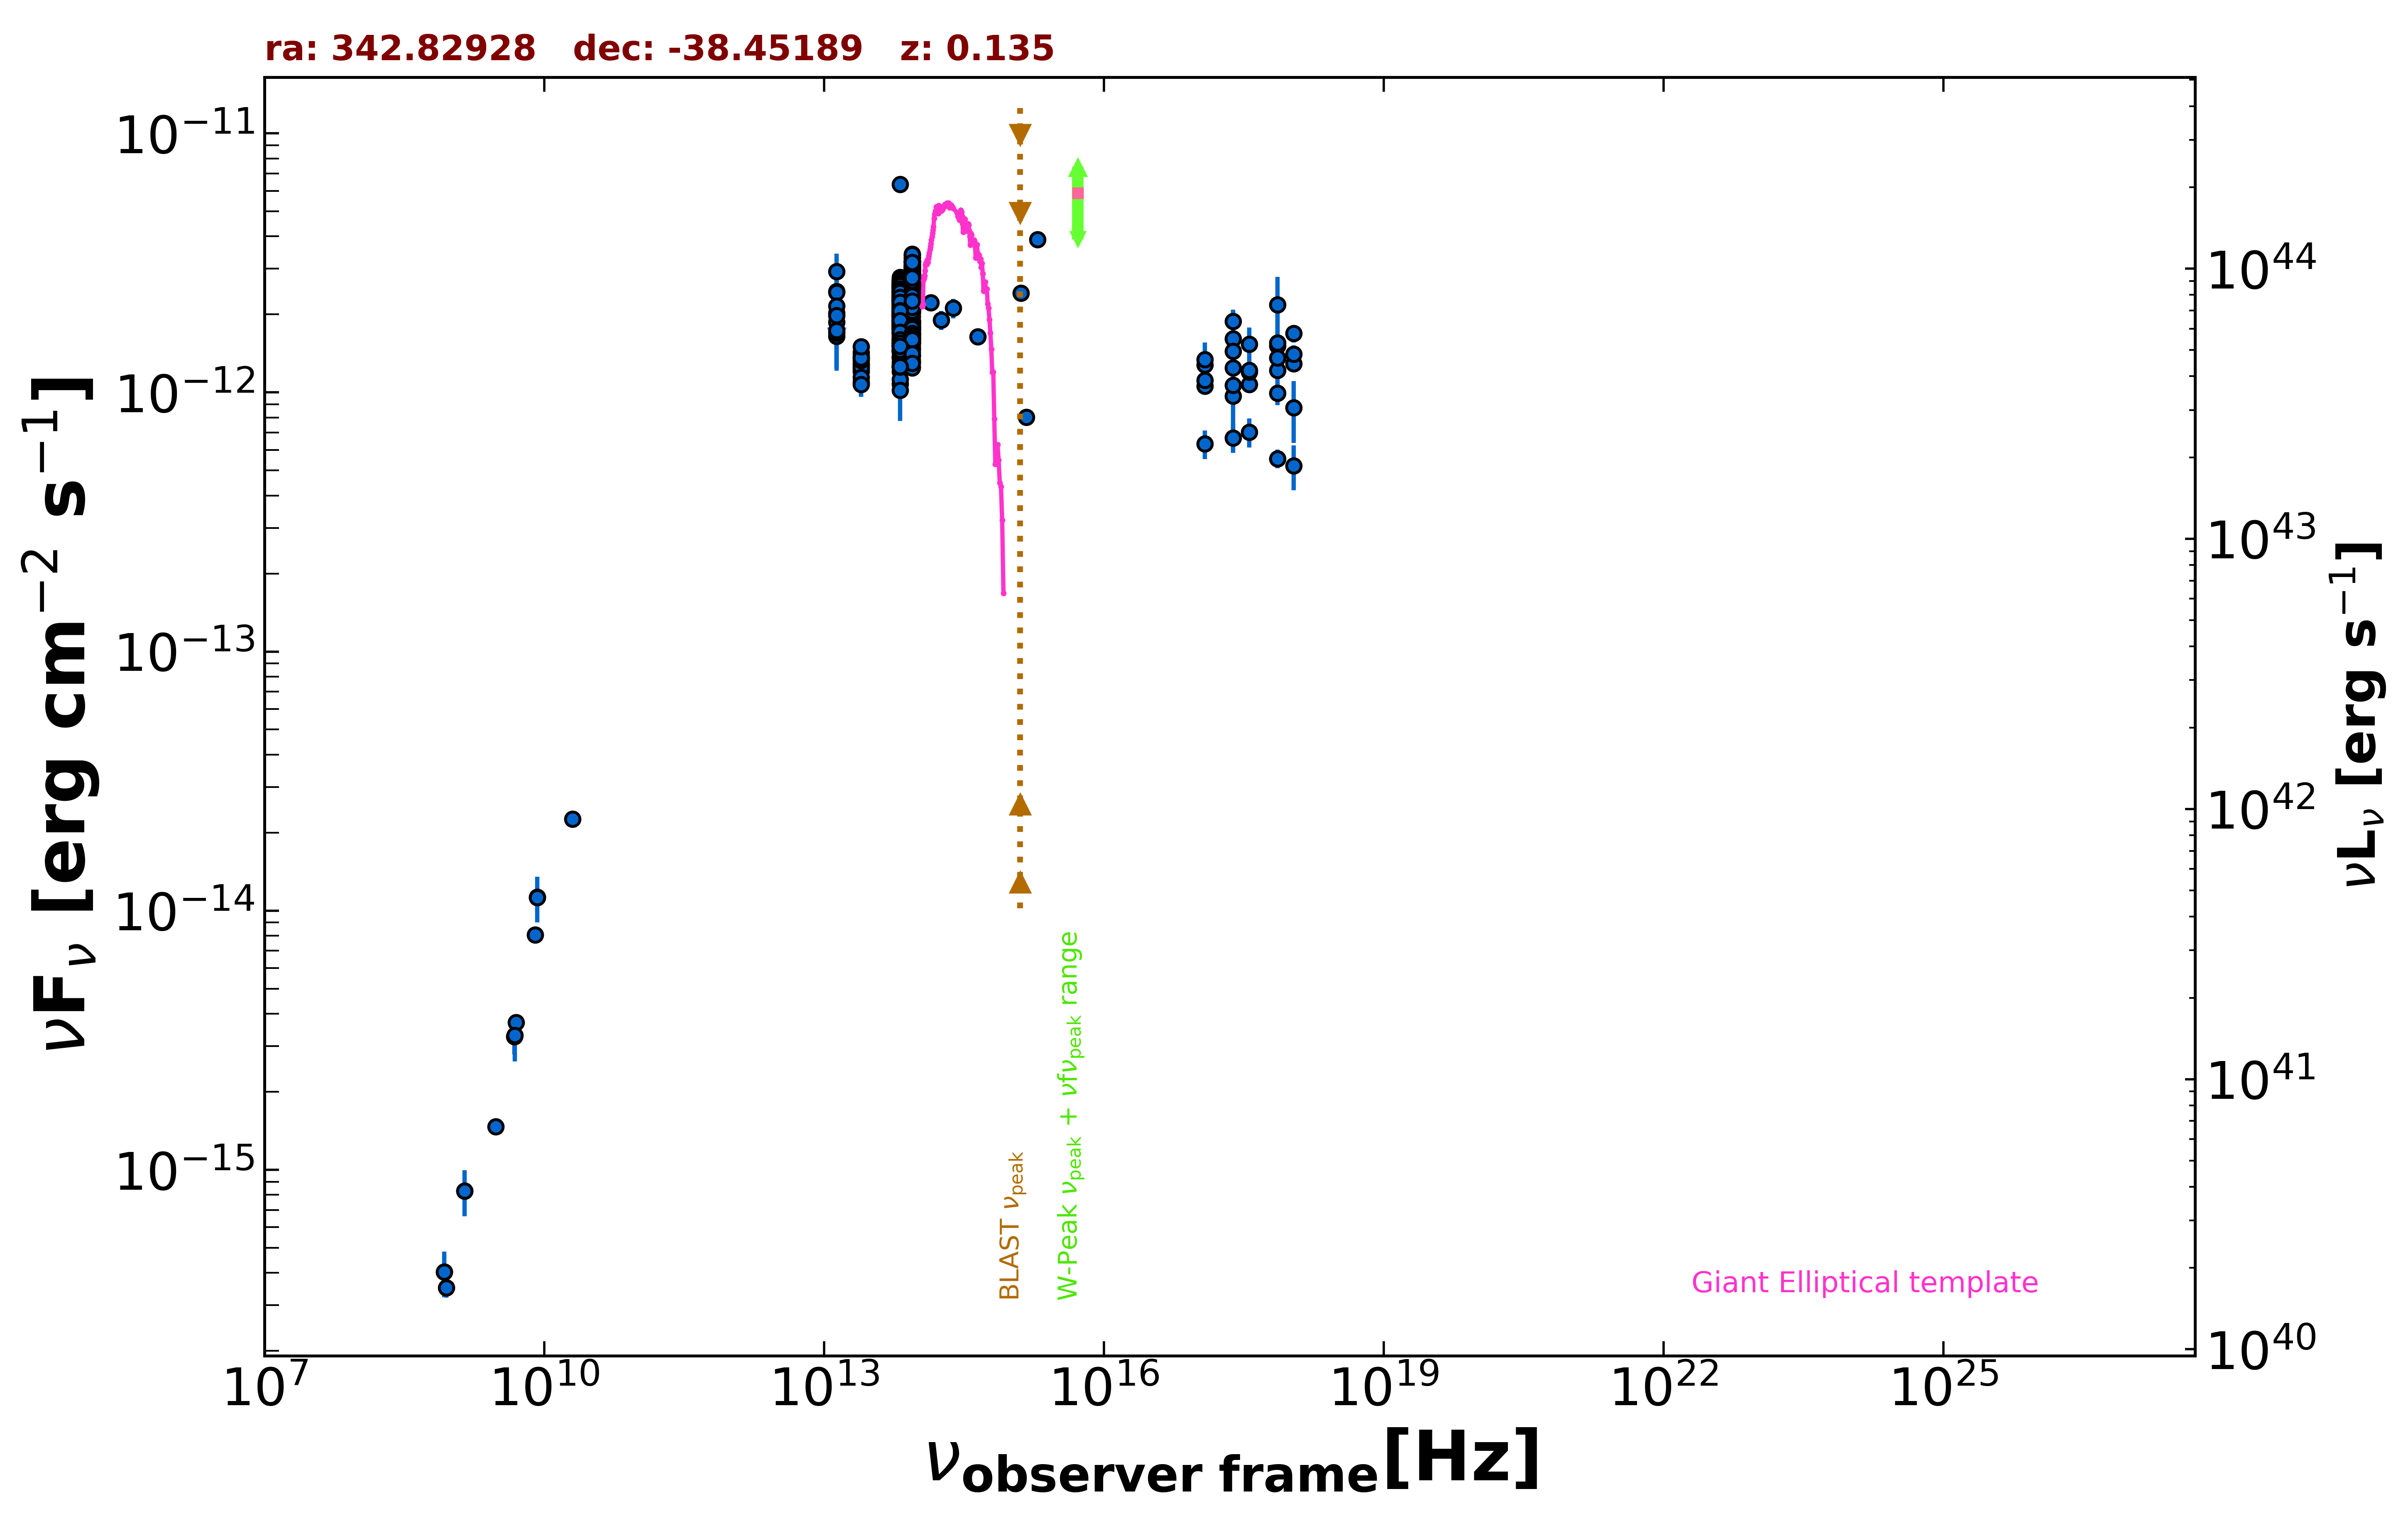 ra: 342.82928 dec: -38.45189 z: 0.135
10⁻¹¹
10⁻¹²
10⁻¹³
10⁻¹⁴
10⁻¹⁵
νFν [erg cm⁻² s⁻¹]
10⁴⁴
10⁴³
10⁴²
10⁴¹
10⁴⁰
νLν [erg s⁻¹]
BLAST νpeak
W-Peak νpeak + νfνpeak range
Giant Elliptical template
10⁷ 10¹⁰ 10¹³ 10¹⁶ 10¹⁹ 10²² 10²⁵
νobserver frame[Hz]